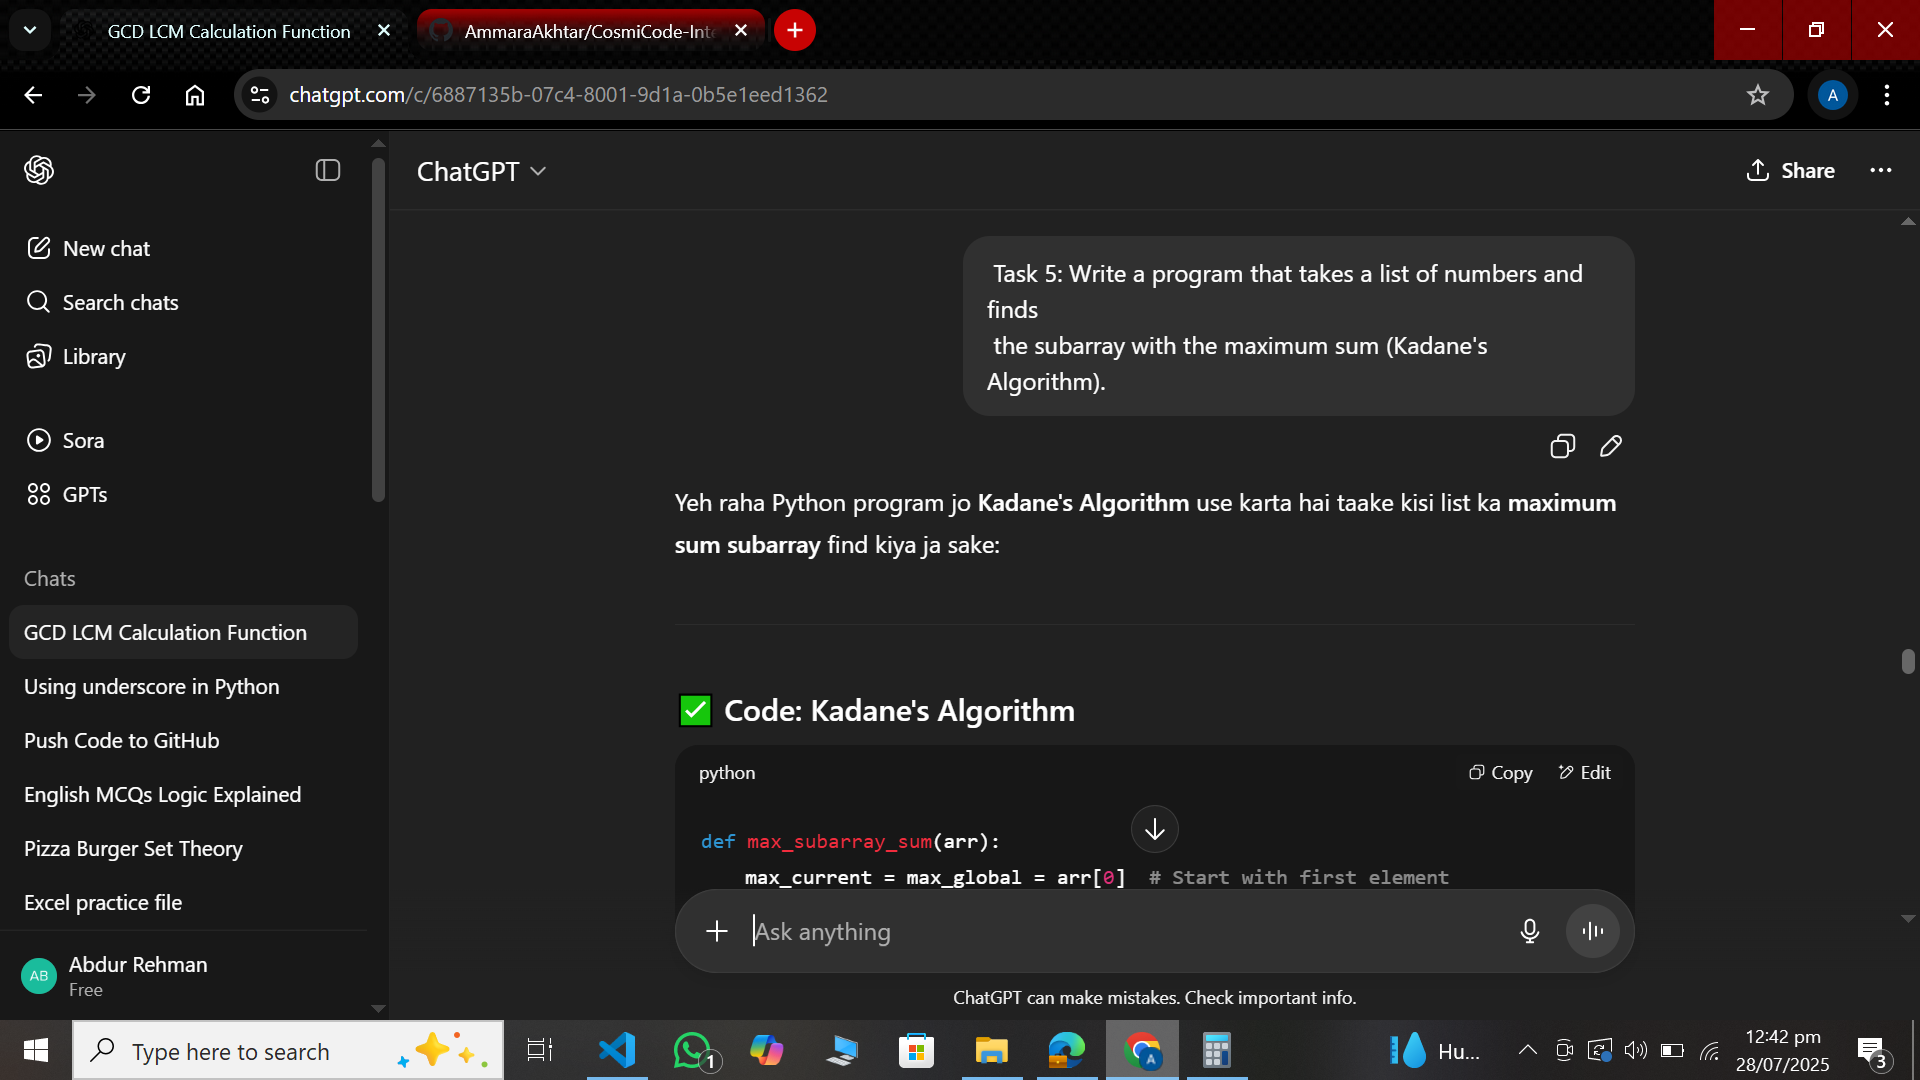 GCD LCM Calculation Function
AmmaraAkhtar/CosmiCode-Inte
chatgpt.com/c/6887135b-07c4-8001-9d1a-0b5e1eed1362
A
ChatGPT
Share
New chat
Search chats
Library
Sora
GPTs
Chats
GCD LCM Calculation Function
Using underscore in Python
Push Code to GitHub
English MCQs Logic Explained
Pizza Burger Set Theory
Excel practice file
AB
Abdur Rehman
Free
Task 5: Write a program that takes a list of numbers and
finds
the subarray with the maximum sum (Kadane's
Algorithm).
Yeh raha Python program jo Kadane's Algorithm use karta hai taake kisi list ka maximum
sum subarray find kiya ja sake:
Code: Kadane's Algorithm
python
Copy
Edit
def max_subarray_sum(arr):
max_current = max_global = arr[0]  # Start with first element
Ask anything
ChatGPT can make mistakes. Check important info.
Type here to search
1
A
Hu...
12:42 pm
28/07/2025
3